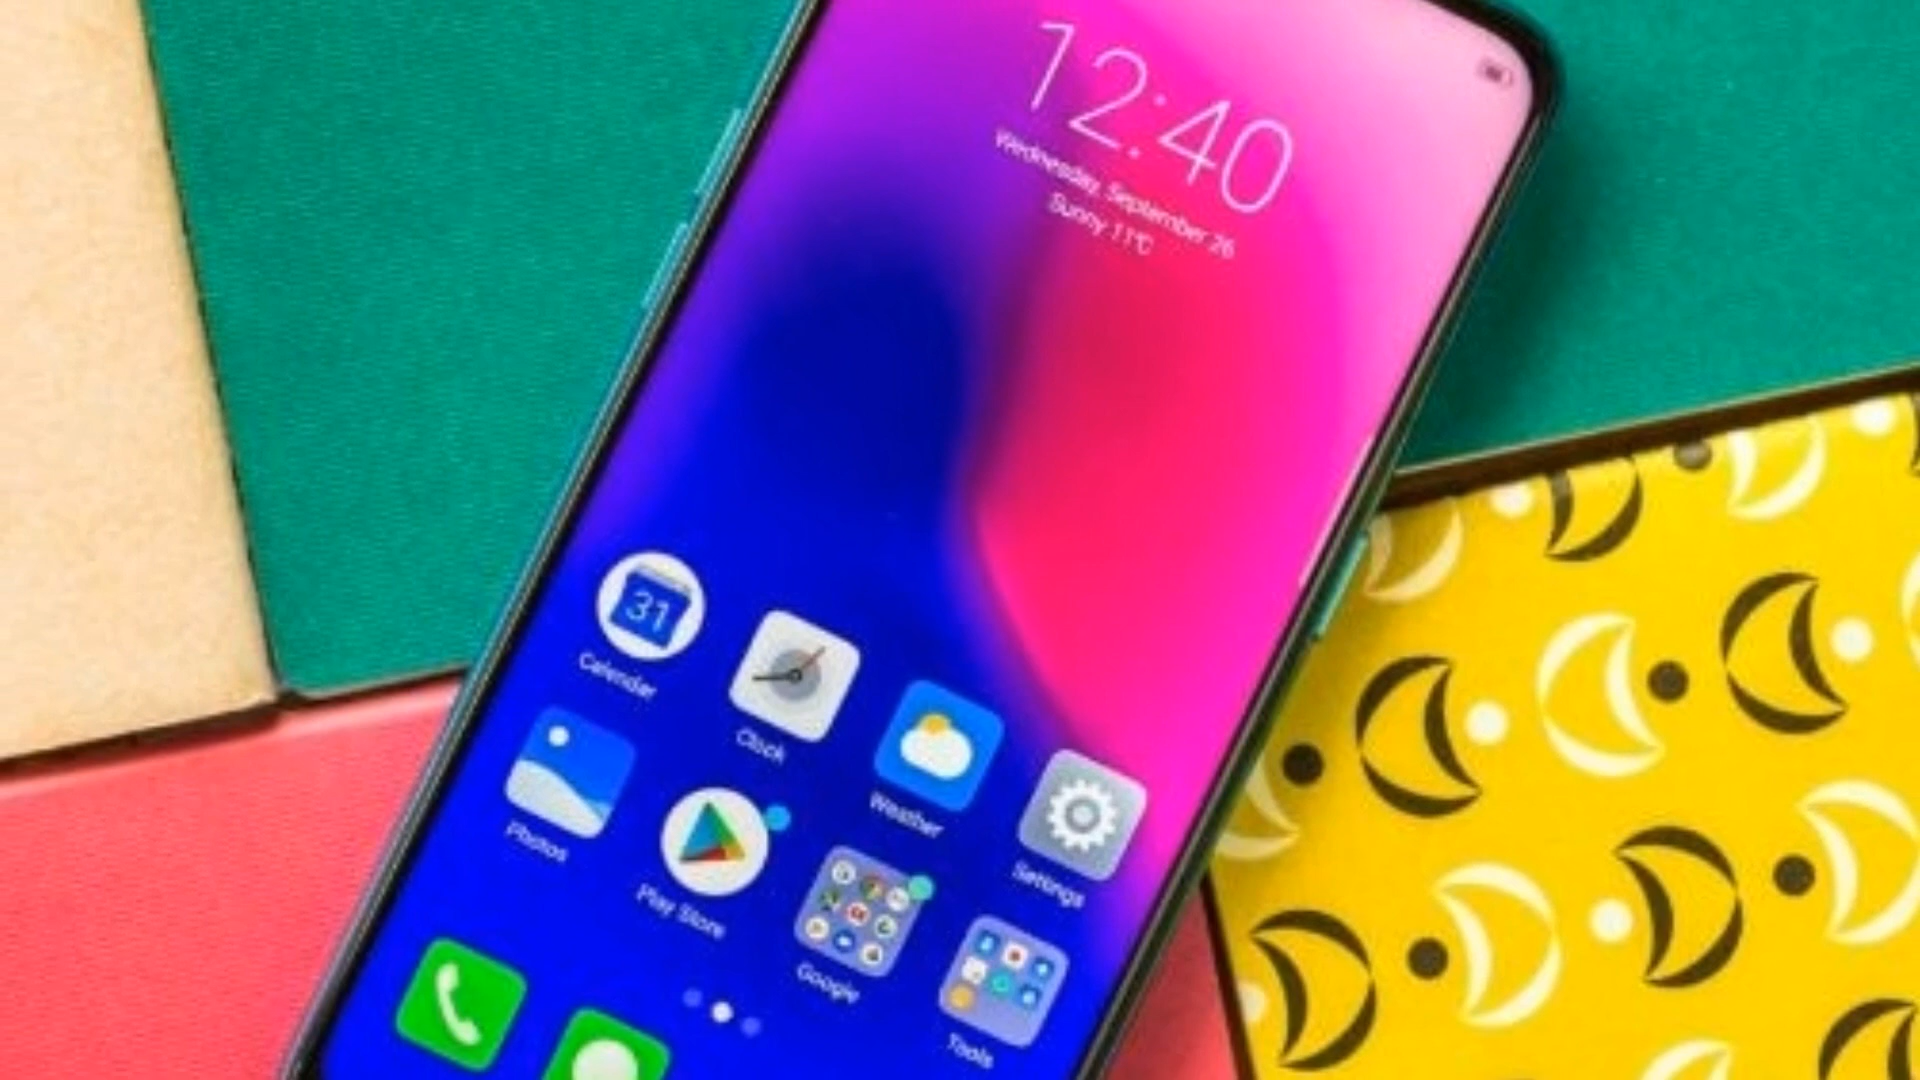 12:40
Wednesday, September 26
Sunny 11°C
31
Calendar
Clock
Weather
Settings
Photos
Play Store
Google
Tools